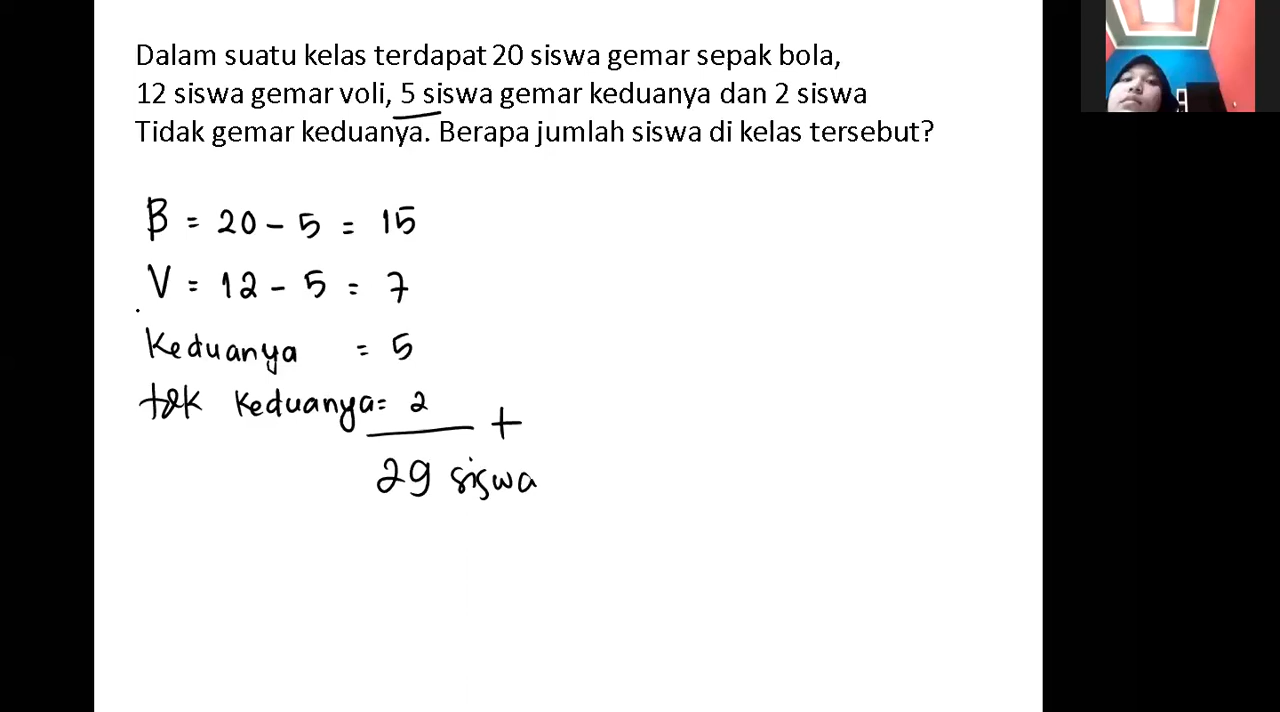 Dalam suatu kelas terdapat 20 siswa gemar sepak bola,
12 siswa gemar voli, 5 siswa gemar keduanya dan 2 siswa
Tidak gemar keduanya. Berapa jumlah siswa di kelas tersebut?
B = 20 - 5 = 15
V = 12 - 5 = 7
Keduanya = 5
tdk Keduanya = 2
+
29 siswa